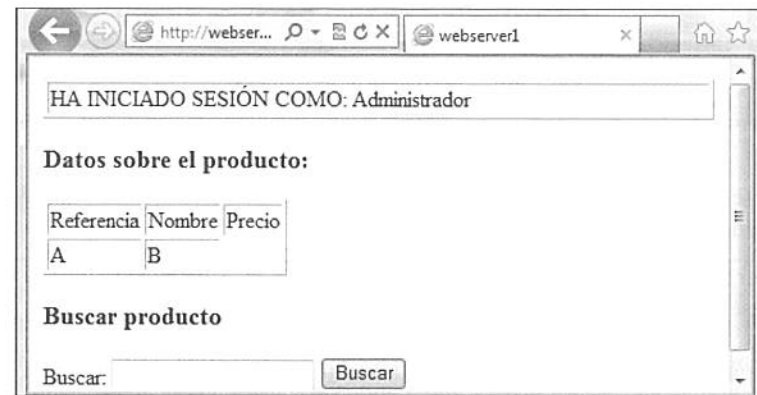 http://webser...
webserver1
HA INICIADO SESIÓN COMO: Administrador
Datos sobre el producto:
Referencia Nombre Precio
A B
Buscar producto
Buscar: Buscar